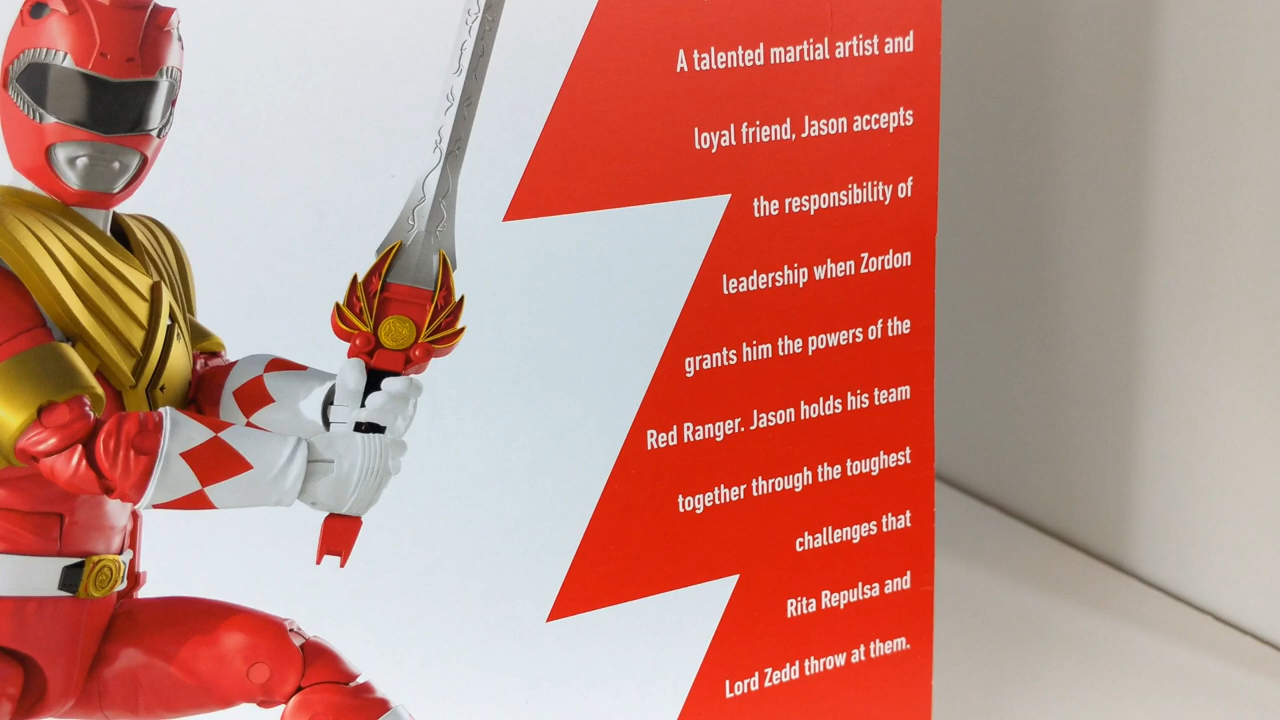 A talented martial artist and
loyal friend, Jason accepts
the responsibility of
leadership when Zordon
grants him the powers of the
Red Ranger. Jason holds his team
together through the toughest
challenges that
Rita Repulsa and
Lord Zedd throw at them.